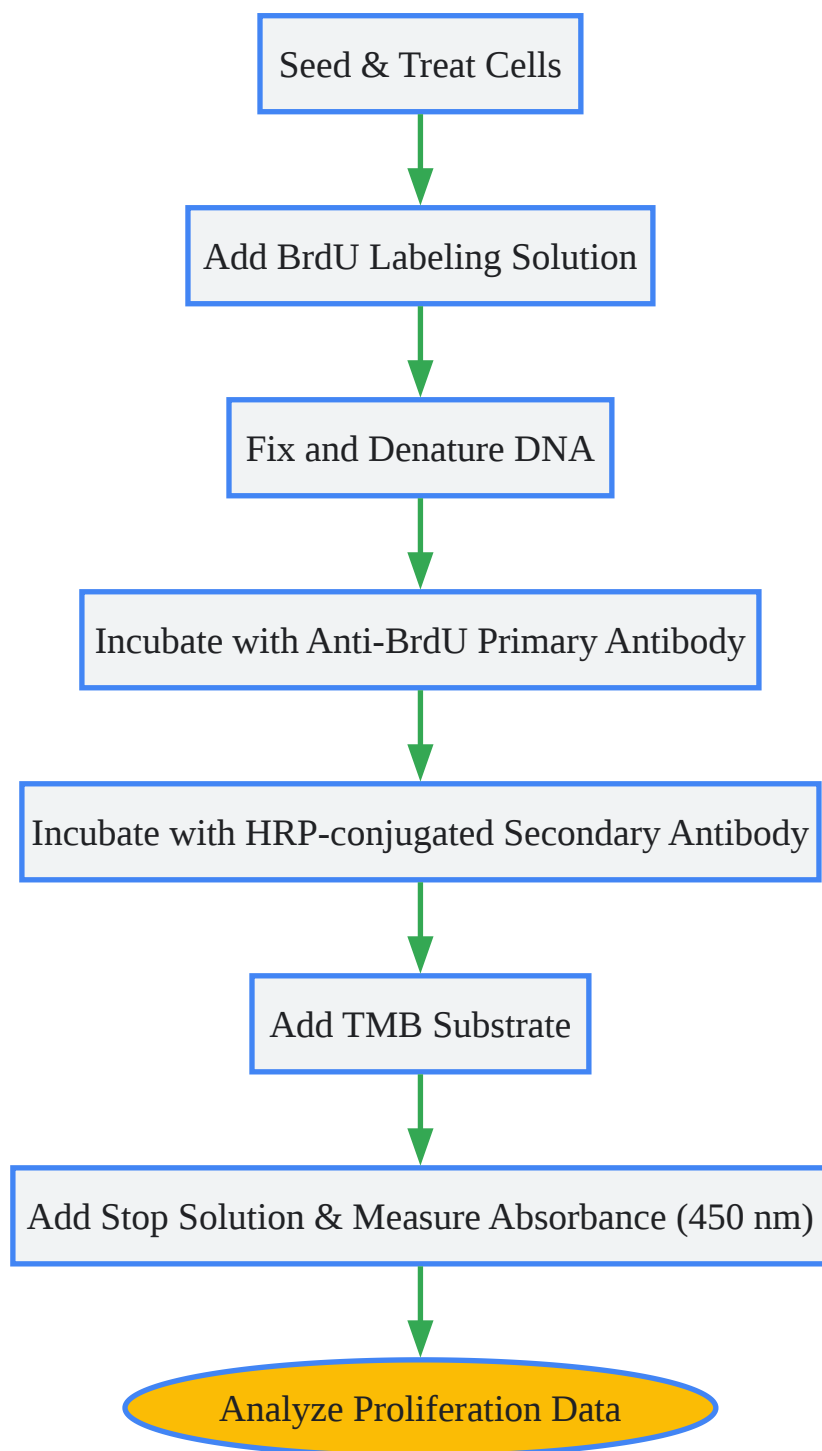 Seed & Treat Cells
Add BrdU Labeling Solution
Fix and Denature DNA
Incubate with Anti-BrdU Primary Antibody
Incubate with HRP-conjugated Secondary Antibody
Add TMB Substrate
Add Stop Solution & Measure Absorbance (450 nm)
Analyze Proliferation Data